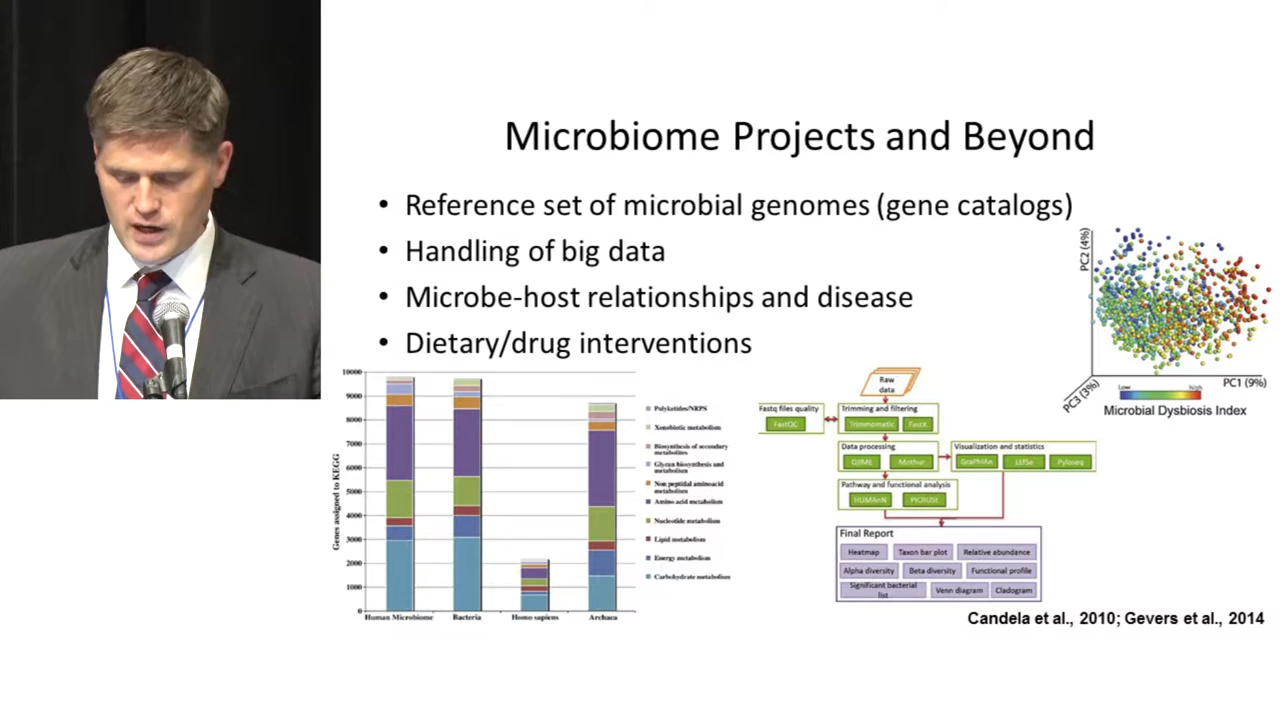 Microbiome Projects and Beyond
• Reference set of microbial genomes (gene catalogs)
• Handling of big data
• Microbe-host relationships and disease
• Dietary/drug interventions
PC2 (4%)
PC1 (9%)
PC3 (3%)
Low
high
Microbial Dysbiosis Index
Genes assigned to KEGG
10000
9000
8000
7000
6000
5000
4000
3000
2000
1000
0
Human Microbiome
Bacteria
Homo sapiens
Archaea
Polyketides/NRPS
Xenobiotic metabolism
Biosynthesis of secondary
metabolites
Glycan biosynthesis and
metabolism
Non peptidal aminoacid
metabolism
Amino acid metabolism
Nucleotide metabolism
Lipid metabolism
Energy metabolism
Carbohydrate metabolism
Raw
data
Fastq files quality
FastQC
Trimming and filtering
Trimmomatic
FastX
Data processing
QIIME
Mothur
Visualization and statistics
GraPhlAn
LEfSe
Pyloseq
Pathway and functional analysis
HUMAnN
PICRUSt
Final Report
Heatmap
Taxon bar plot
Relative abundance
Alpha diversity
Beta diversity
Functional profile
Significant bacterial
list
Venn diagram
Cladogram
Candela et al., 2010; Gevers et al., 2014